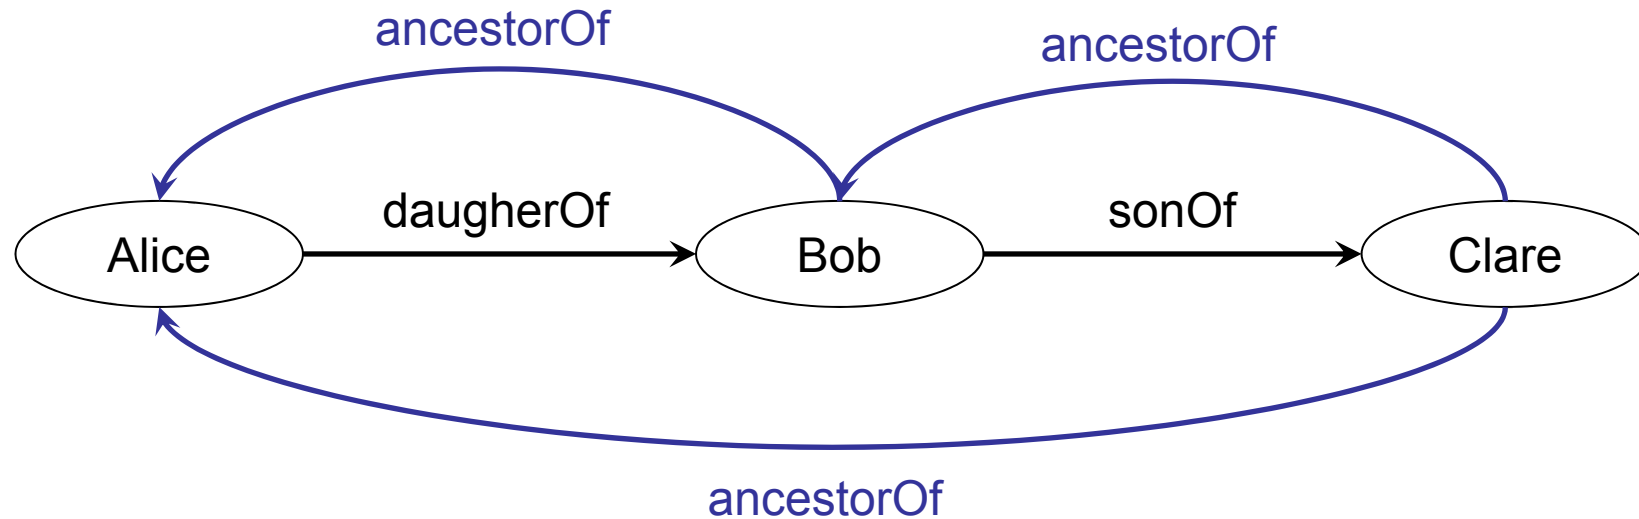 ancestorOf
ancestorOf
daugherOf
sonOf
Alice
Bob
Clare
ancestorOf